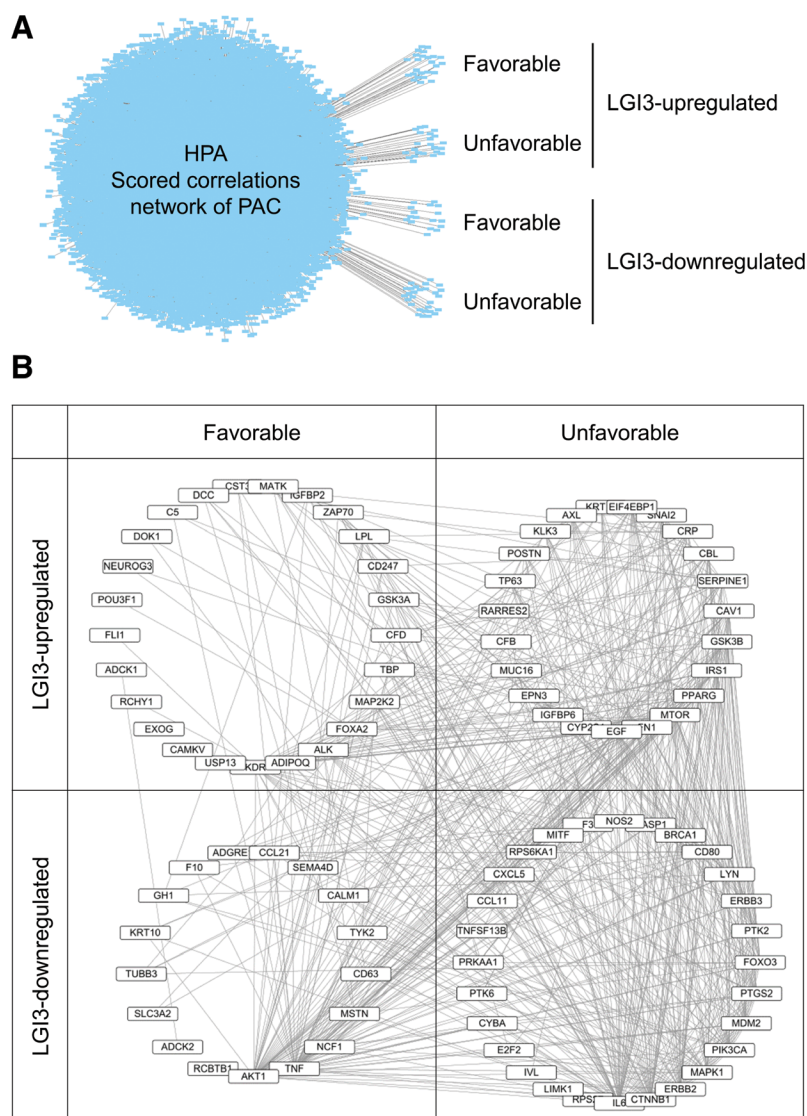 A
HPA
Scored correlations
network of PAC
Favorable
Unfavorable
LGI3-upregulated
Favorable
Unfavorable
LGI3-downregulated
B
Favorable
Unfavorable
LGI3-upregulated
MATK
IGFBP2
DCC
C5
ZAP70
DOK1
LPL
NEUROG3
CD247
POU3F1
GSK3A
FLI1
CFD
ADCK1
TBP
RCHY1
MAP2K2
EXOG
FOXA2
CAMKV
ALK
USP13
ADIPOQ
KDR
EIF4EBP1
AXL
SNAI2
KLK3
CRP
POSTN
CBL
TP63
SERPINE1
RARRES2
CAV1
CFB
GSK3B
MUC16
IRS1
EPN3
PPARG
IGFBP6
MTOR
EGF
LGI3-downregulated
ADGRE
CCL21
F10
SEMA4D
GH1
CALM1
KRT10
TYK2
TUBB3
CD63
SLC3A2
MSTN
ADCK2
NCF1
RCBTB1
TNF
AKT1
NOS2
MITF
BRCA1
RPS6KA1
CD80
CXCL5
LYN
CCL11
ERBB3
TNFSF13B
PTK2
PRKAA1
FOXO3
PTK6
PTGS2
CYBA
MDM2
E2F2
PIK3CA
IVL
MAPK1
LIMK1
ERBB2
IL6
CTNNB1